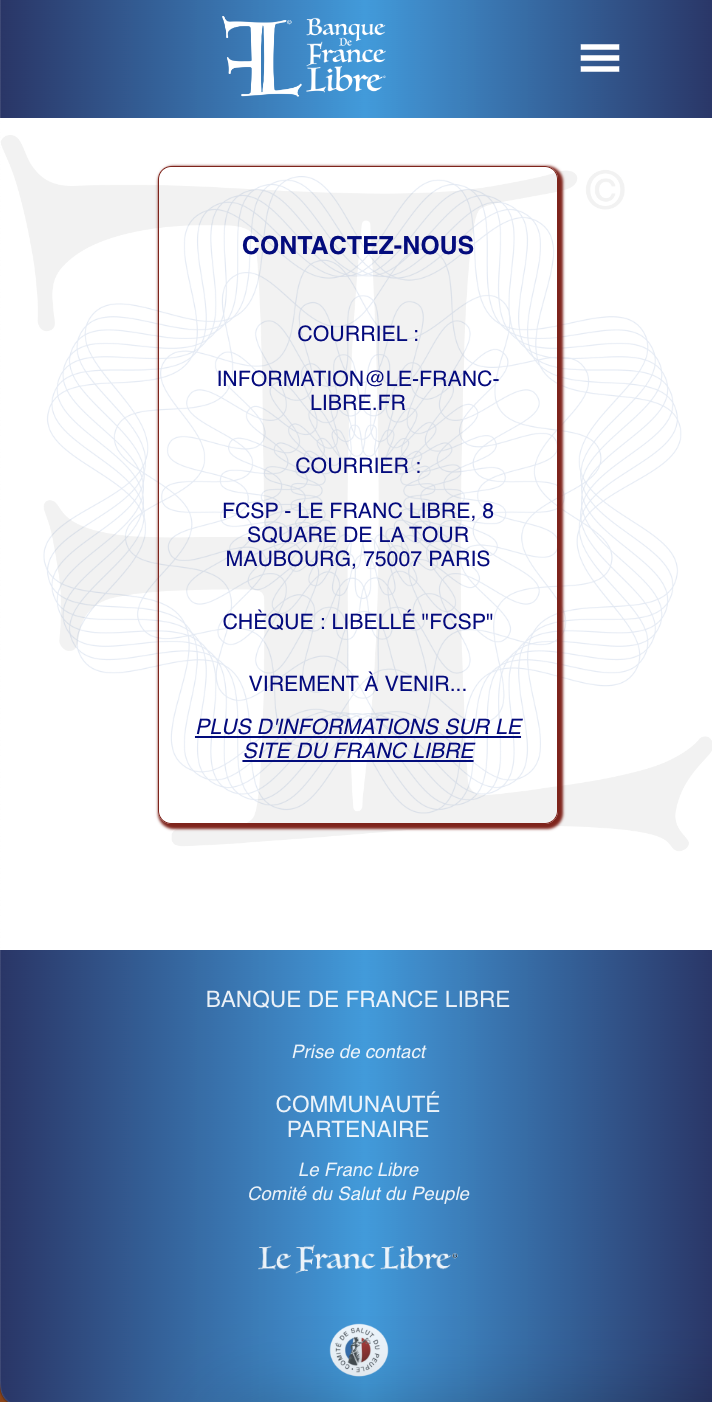 Banque
De
France
Libre
©
CONTACTEZ-NOUS
COURRIEL :
INFORMATION@LE-FRANC-
LIBRE.FR
COURRIER :
FCSP - LE FRANC LIBRE, 8
SQUARE DE LA TOUR
MAUBOURG, 75007 PARIS
CHÈQUE : LIBELLÉ "FCSP"
VIREMENT À VENIR...
PLUS D'INFORMATIONS SUR LE
SITE DU FRANC LIBRE
BANQUE DE FRANCE LIBRE
Prise de contact
COMMUNAUTÉ
PARTENAIRE
Le Franc Libre
Comité du Salut du Peuple
Le Franc Libre
COMITÉ DE SALUT DU PEUPLE